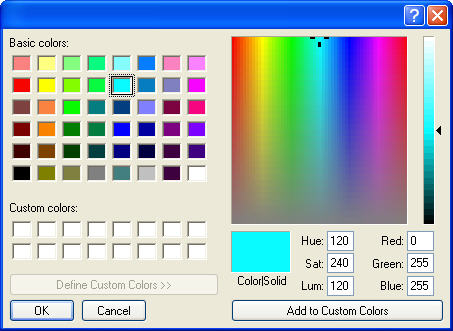 Basic colors:
Custom colors:
Define Custom Colors >>
OK Cancel
Color|Solid
Hue: 120 Red: 0
Sat: 240 Green: 255
Lum: 120 Blue: 255
Add to Custom Colors